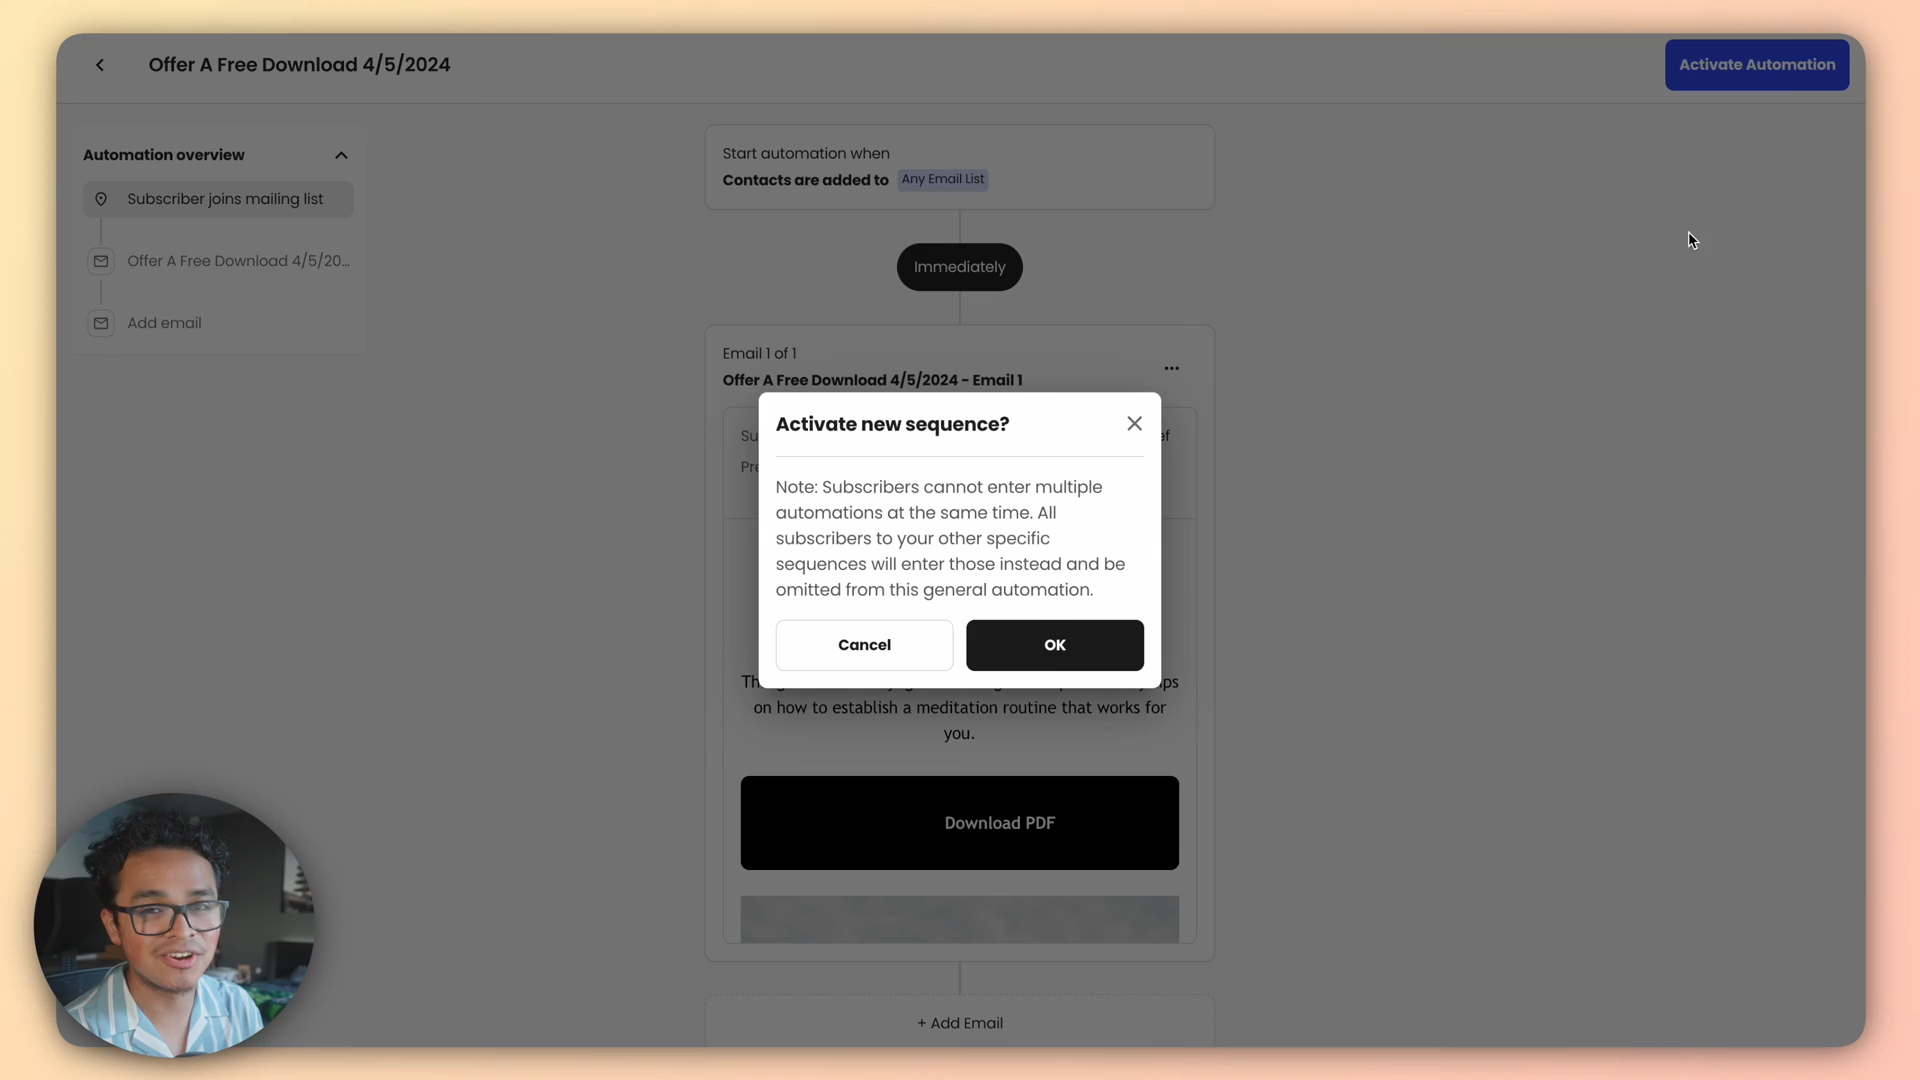 Offer A Free Download 4/5/2024
Activate Automation
Automation overview
Subscriber joins mailing list
Offer A Free Download 4/5/20...
Add email
Start automation when
Contacts are added to Any Email List
Immediately
Email 1 of 1
Offer A Free Download 4/5/2024 - Email 1
Activate new sequence?
Note: Subscribers cannot enter multiple
automations at the same time. All
subscribers to your other specific
sequences will enter those instead and be
omitted from this general automation.
Cancel
OK
on how to establish a meditation routine that works for
you.
Download PDF
+ Add Email